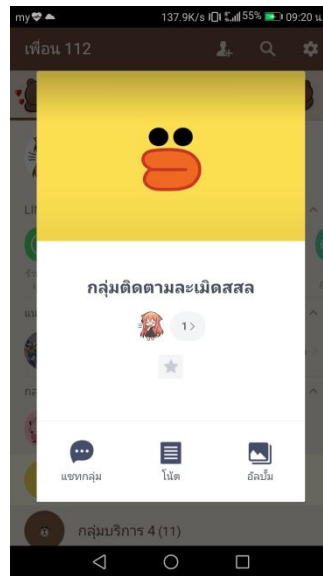 my
137.9K/s
55%
09:20 น.
เพื่อน 112
กลุ่มติดตามละเมิดสสล
1 >
แชทกลุ่ม
โน้ต
อัลบั้ม
กลุ่มบริการ 4 (11)